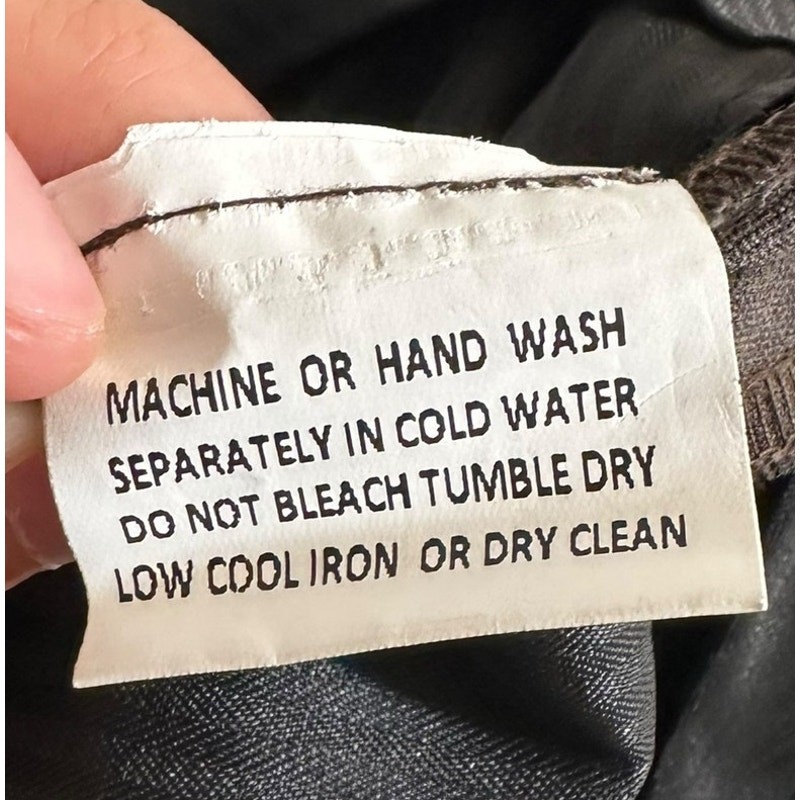 MACHINE OR HAND WASH
SEPARATELY IN COLD WATER
DO NOT BLEACH TUMBLE DRY
LOW COOL IRON OR DRY CLEAN